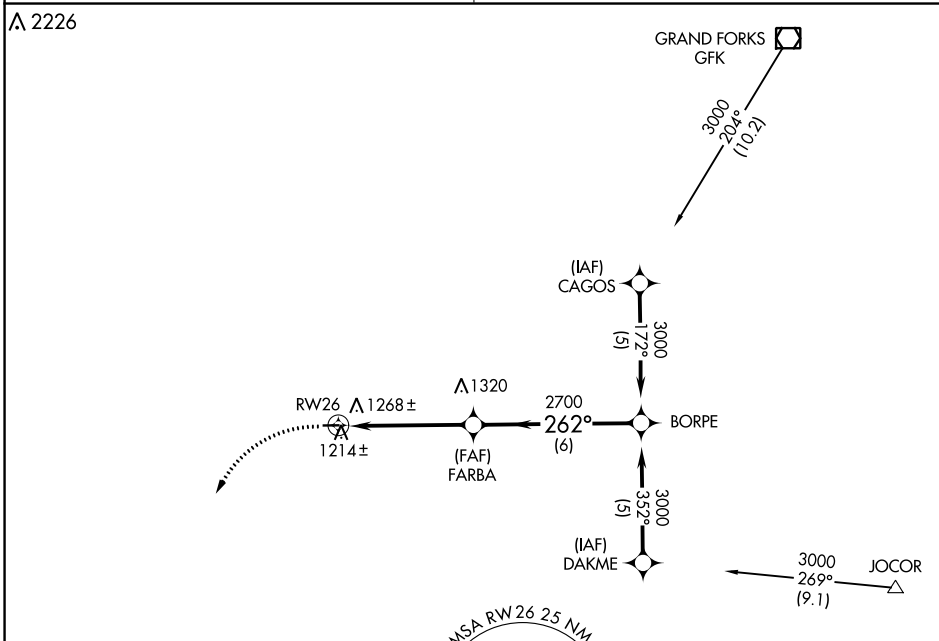 2226
GRAND FORKS
GFK
3000
204°
(10.2)
(IAF)
CAGOS
3000
172°
(5)
1320
RW26
1268±
2700
262°
(6)
BORPE
1214±
(FAF)
FARBA
3000
352°
(5)
(IAF)
DAKME
3000
269°
(9.1)
JOCOR
MSA RW26 25 NM